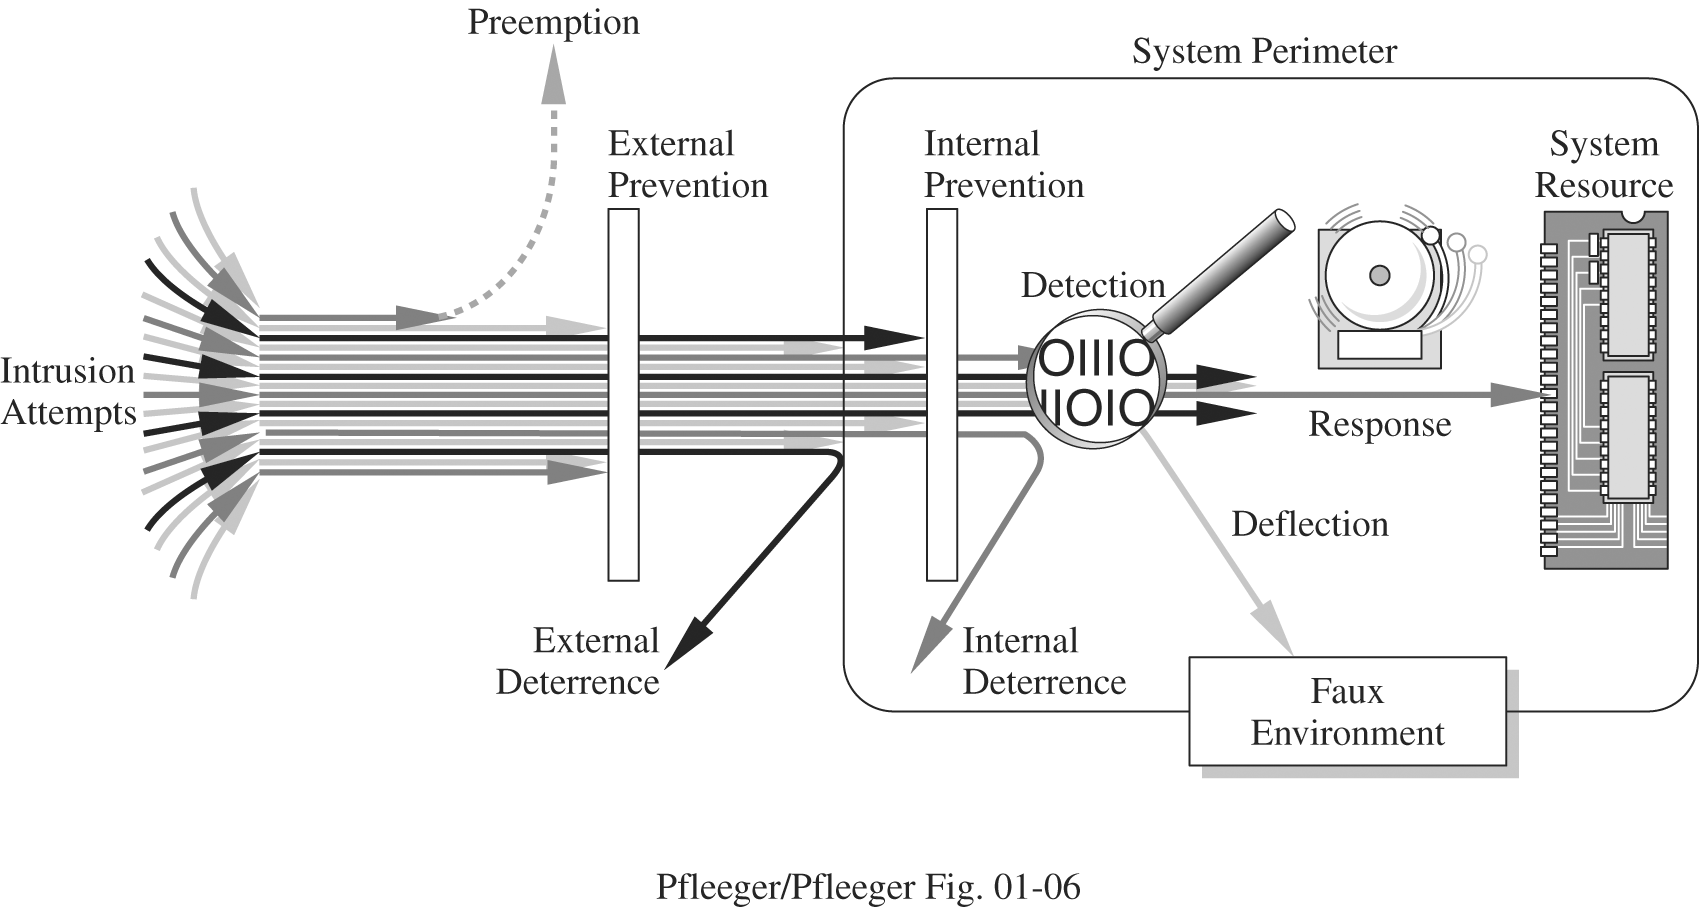 Preemption
System Perimeter
External
Prevention
Internal
Prevention
System
Resource
Detection
OIIIIO
IIOIO
Intrusion
Attempts
Response
Deflection
External
Deterrence
Internal
Deterrence
Faux
Environment
Pfleeger/Pfleeger Fig. 01-06